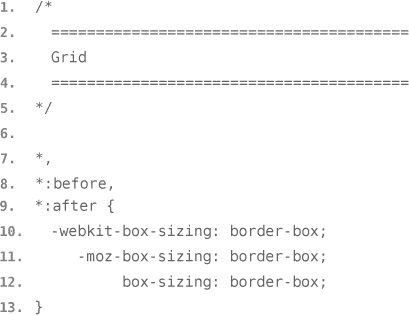 1. /*
2.   ========================================
3.   Grid
4.   ========================================
5. */
6.
7. *,
8. *:before,
9. *:after {
10.   -webkit-box-sizing: border-box;
11.      -moz-box-sizing: border-box;
12.           box-sizing: border-box;
13. }